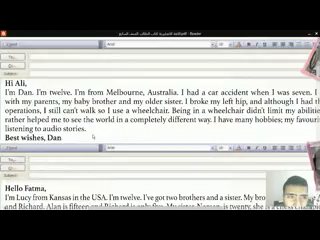 Hi Ali,
I'm Dan. I'm twelve. I'm from Melbourne, Australia. I had a car accident when I was seven. I
with my parents, my baby brother and my older sister. I broke my left hip, and although I had th
operations, I still can't walk so I use a wheelchair. Being in a wheelchair didn't limit my abilities
rather helped me to see the world in a completely different way. I have many hobbies; my favouri
listening to audio stories.
Best wishes, Dan
Hello Fatma,
I'm Lucy from Kansas in the USA. I'm twelve. I've got two brothers and a sister. My bro
and Richard. Alan is fifteen and Richard is only five. My sister